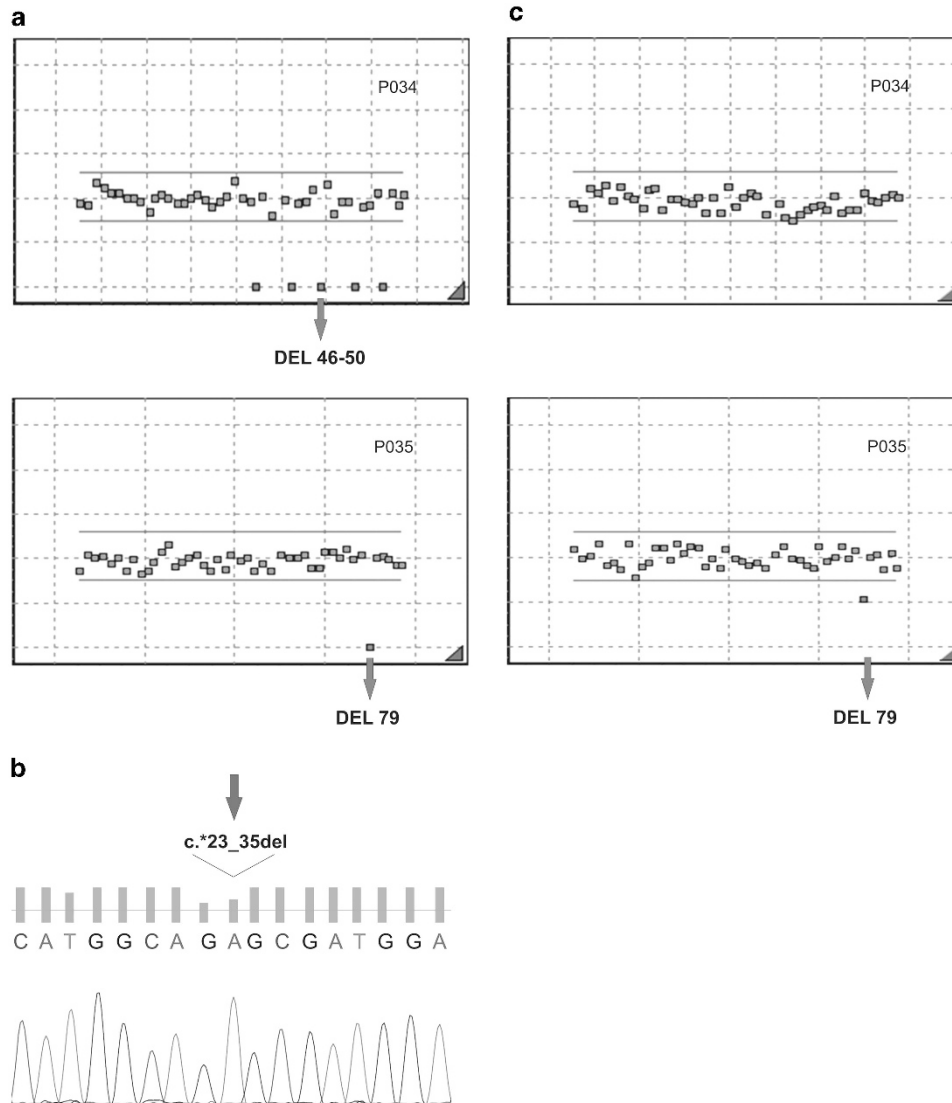 a
P034
DEL 46-50
P035
DEL 79
c
P034
P035
DEL 79
b
c.*23_35del
C A T G G C A G A G C G A T G G A